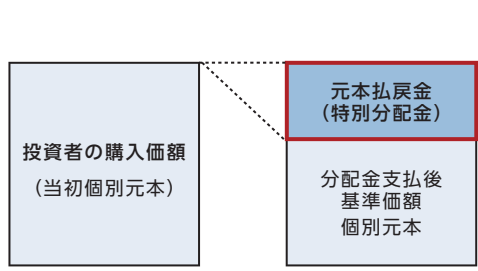 投資者の購入価額
（当初個別元本）
元本払戻金
（特別分配金）
分配金支払後
基準価額
個別元本